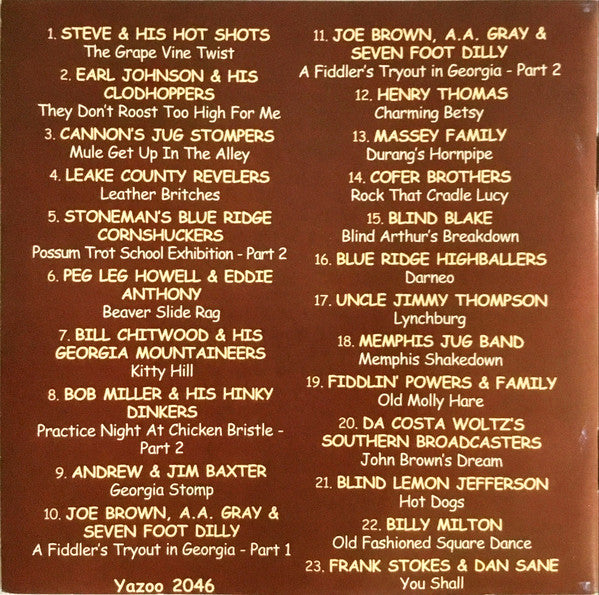 1. STEVE & HIS HOT SHOTS
The Grape Vine Twist
2. EARL JOHNSON & HIS
CLODHOPPERS
They Don't Roost Too High For Me
3. CANNON'S JUG STOMPERS
Mule Get Up In The Alley
4. LEAKE COUNTY REVELERS
Leather Britches
5. STONEMAN'S BLUE RIDGE
CORNSHUCKERS
Possum Trot School Exhibition - Part 2
6. PEG LEG HOWELL & EDDIE
ANTHONY
Beaver Slide Rag
7. BILL CHITWOOD & HIS
GEORGIA MOUNTAINEERS
Kitty Hill
8. BOB MILLER & HIS HINKY
DINKERS
Practice Night At Chicken Bristle -
Part 2
9. ANDREW & JIM BAXTER
Georgia Stomp
10. JOE BROWN, A.A. GRAY &
SEVEN FOOT DILLY
A Fiddler's Tryout in Georgia - Part 1
Yazoo 2046
11. JOE BROWN, A.A. GRAY &
SEVEN FOOT DILLY
A Fiddler's Tryout in Georgia - Part 2
12. HENRY THOMAS
Charming Betsy
13. MASSEY FAMILY
Durang's Hornpipe
14. COFER BROTHERS
Rock That Cradle Lucy
15. BLIND BLAKE
Blind Arthur's Breakdown
16. BLUE RIDGE HIGHBALLERS
Darneo
17. UNCLE JIMMY THOMPSON
Lynchburg
18. MEMPHIS JUG BAND
Memphis Shakedown
19. FIDDLIN' POWERS & FAMILY
Old Molly Hare
20. DA COSTA WOLTZ'S
SOUTHERN BROADCASTERS
John Brown's Dream
21. BLIND LEMON JEFFERSON
Hot Dogs
22. BILLY MILTON
Old Fashioned Square Dance
23. FRANK STOKES & DAN SANE
You Shall